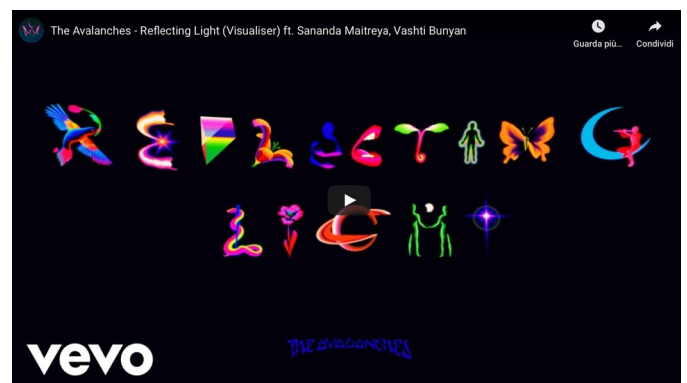 The Avalanches - Reflecting Light (Visualiser) ft. Sananda Maitreya, Vashti Bunyan
Guarda più... Condividi
REFLECTING
LIGHT
THE AVALANCHES
vevo